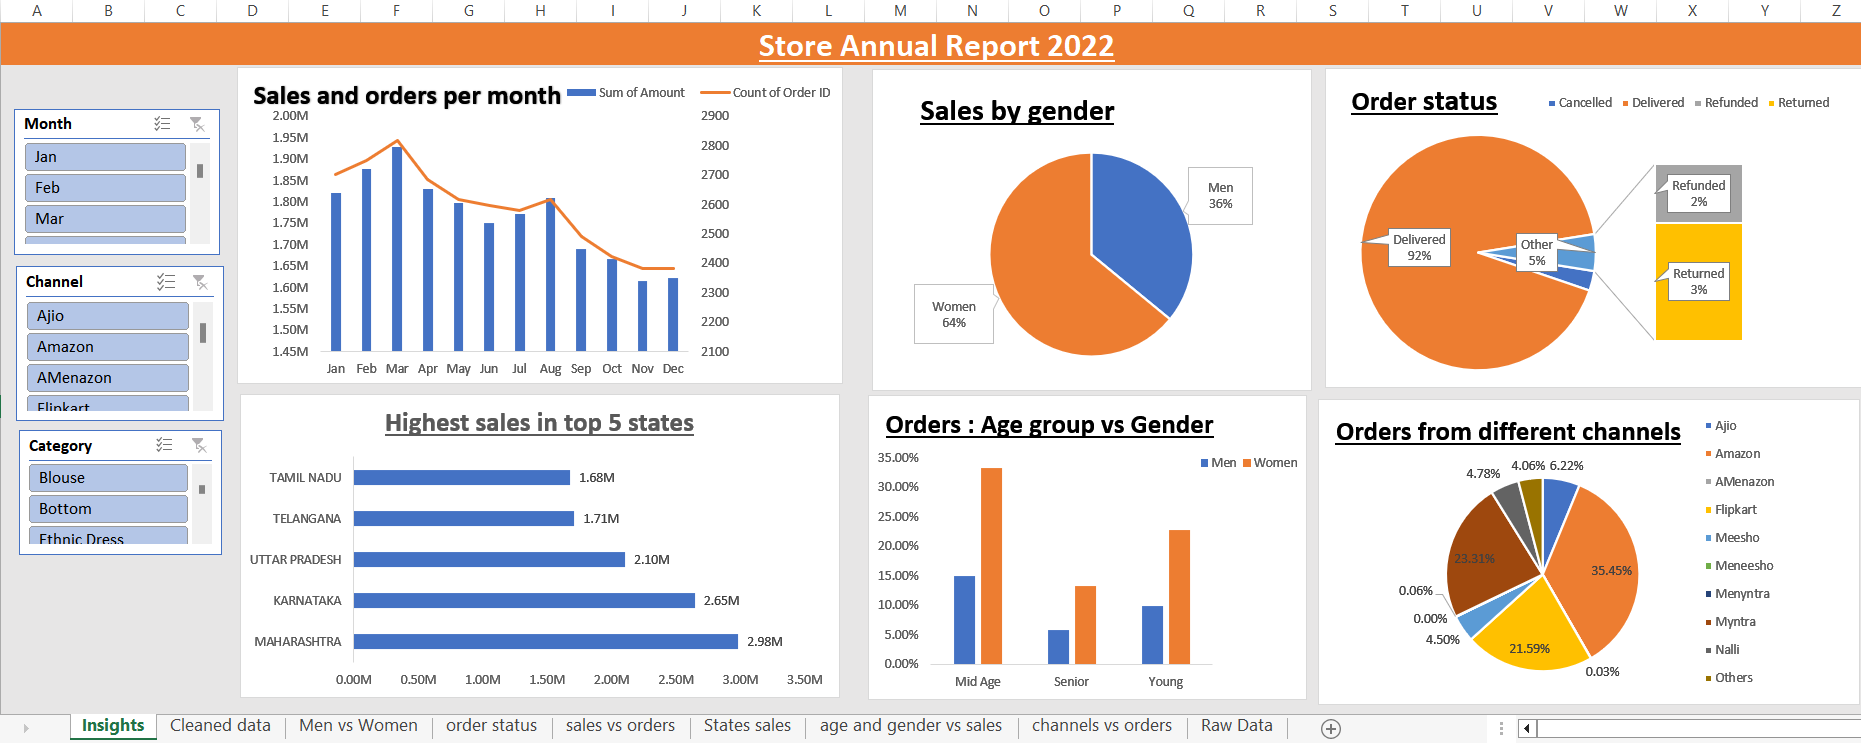 A B C D E F G H I J K L M N O P Q R S T U V W X Y Z
Store Annual Report 2022
Month
Jan
Feb
Mar
Channel
Ajio
Amazon
AMenazon
Flipkart
Category
Blouse
Bottom
Ethnic Dress
Sales and orders per month
Sum of Amount Count of Order ID
2.00M 2900
1.95M
1.90M 2800
1.85M 2700
1.80M
1.75M 2600
1.70M 2500
1.65M 2400
1.60M 2300
1.55M
1.50M 2200
1.45M 2100
Jan Feb Mar Apr May Jun Jul Aug Sep Oct Nov Dec
Sales by gender
Men
36%
Women
64%
Order status
Cancelled Delivered Refunded Returned
Delivered
92%
Other
5%
Refunded
2%
Returned
3%
Highest sales in top 5 states
TAMIL NADU 1.68M
TELANGANA 1.71M
UTTAR PRADESH 2.10M
KARNATAKA 2.65M
MAHARASHTRA 2.98M
0.00M 0.50M 1.00M 1.50M 2.00M 2.50M 3.00M 3.50M
Orders : Age group vs Gender
Men Women
35.00%
30.00%
25.00%
20.00%
15.00%
10.00%
5.00%
0.00%
Mid Age Senior Young
Orders from different channels
4.78% 4.06% 6.22%
23.31% 35.45%
0.06%
0.00%
4.50%
21.59%
0.03%
Ajio
Amazon
AMenazon
Flipkart
Meesho
Meneesho
Menyntra
Myntra
Nalli
Others
Insights Cleaned data Men vs Women order status sales vs orders States sales age and gender vs sales channels vs orders Raw Data